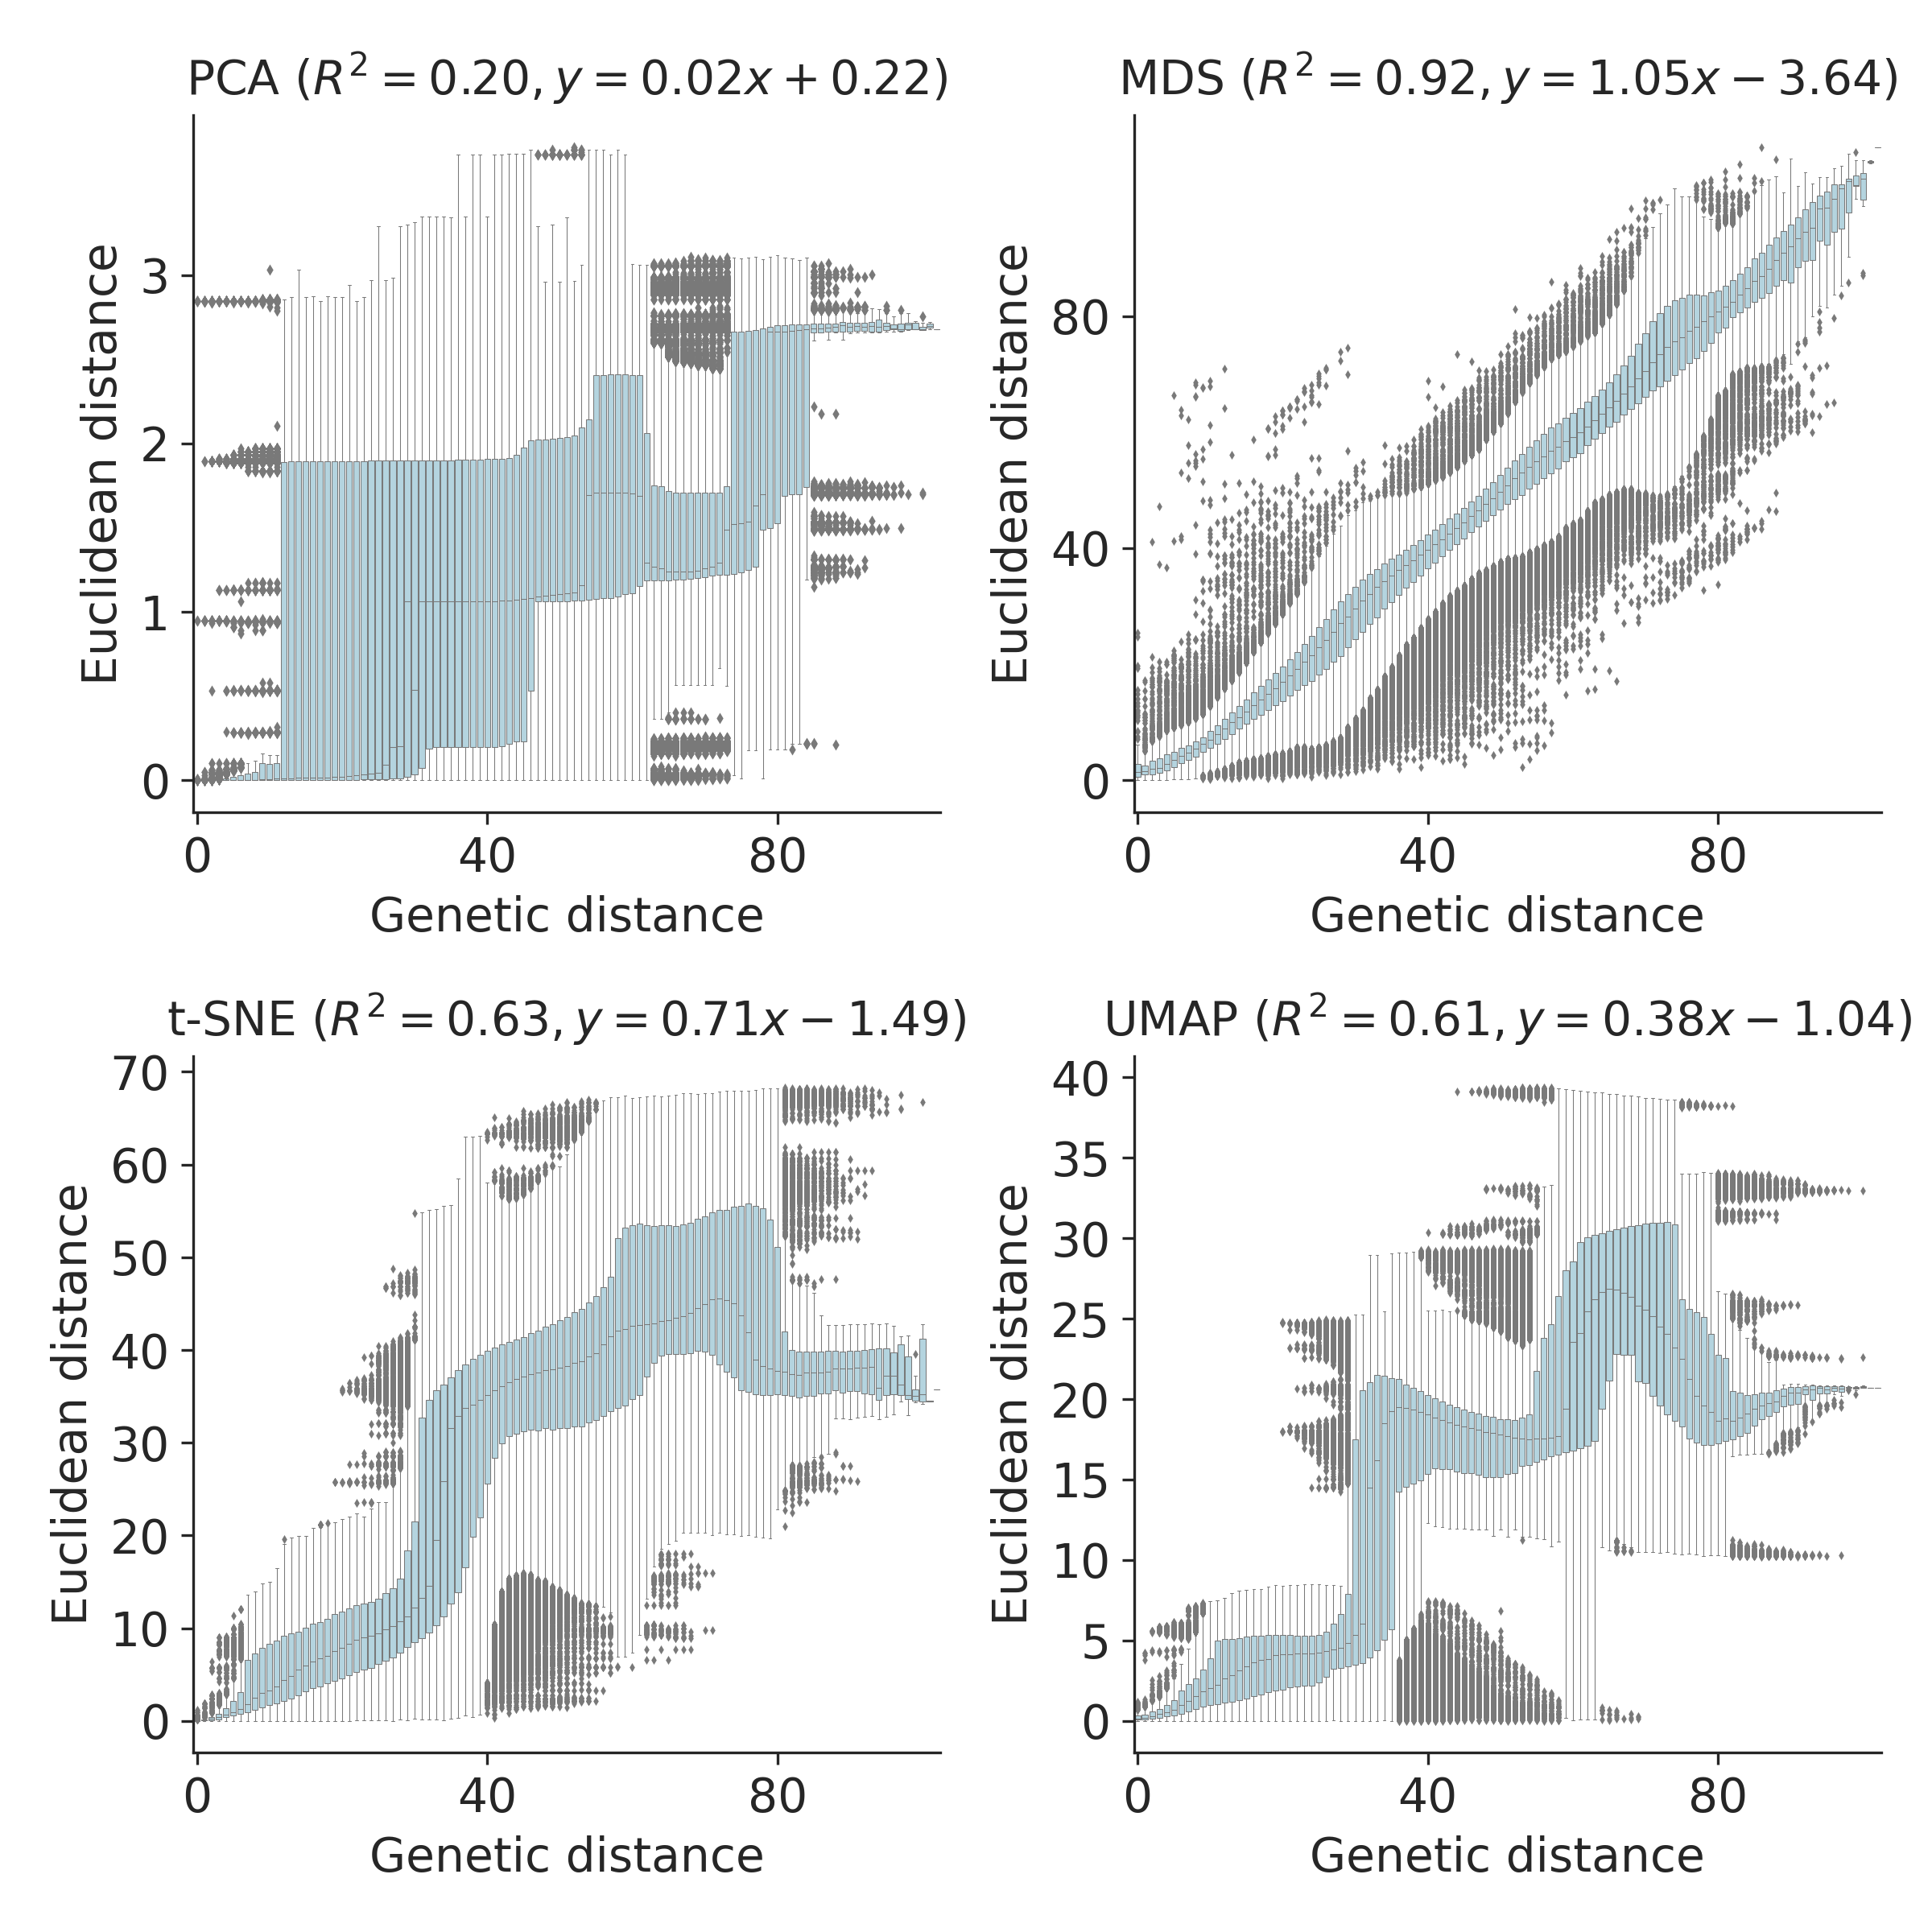 PCA (R² = 0.20, y = 0.02x + 0.22)
Euclidean distance
3
2
1
0
0 40 80
Genetic distance
MDS (R² = 0.92, y = 1.05x − 3.64)
Euclidean distance
80
40
0
0 40 80
Genetic distance
t-SNE (R² = 0.63, y = 0.71x − 1.49)
Euclidean distance
70
60
50
40
30
20
10
0
0 40 80
Genetic distance
UMAP (R² = 0.61, y = 0.38x − 1.04)
Euclidean distance
40
35
30
25
20
15
10
5
0
0 40 80
Genetic distance